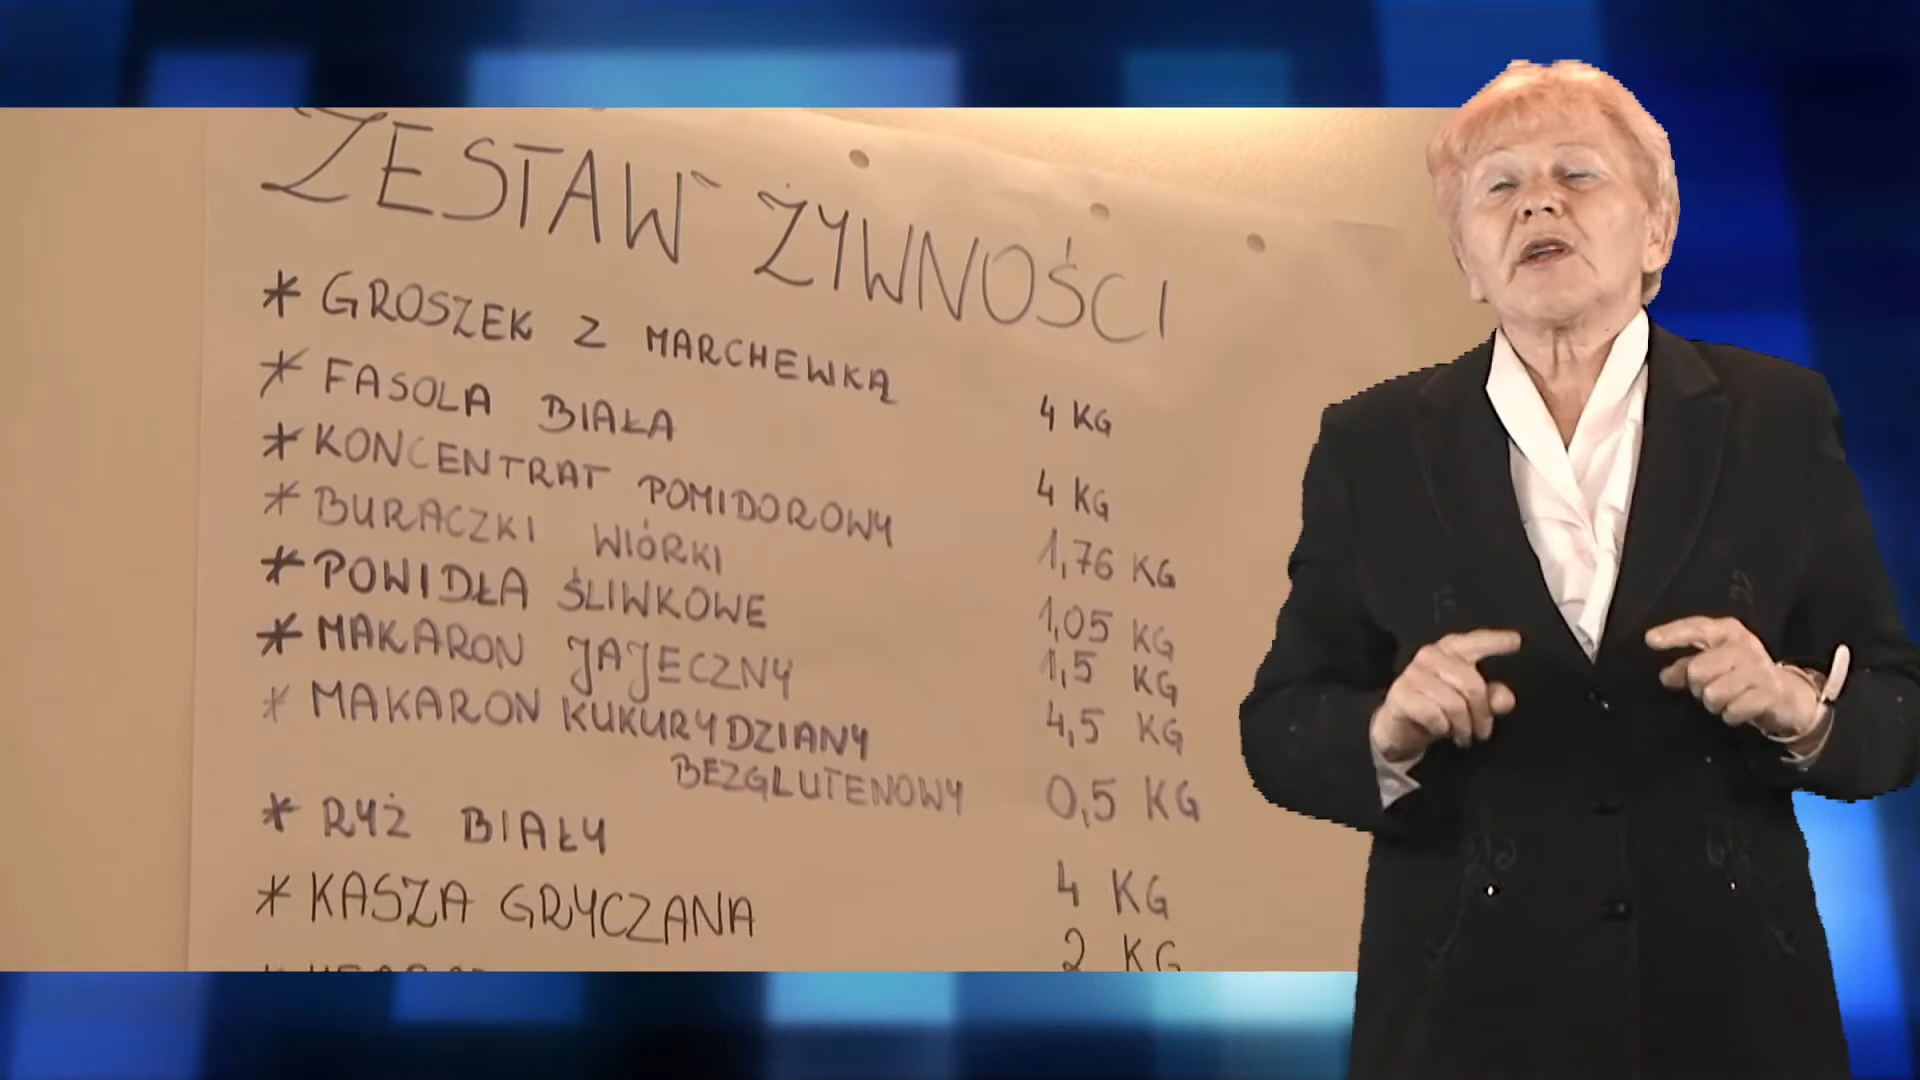 ZESTAW ŻYWNOŚCI
* GROSZEK Z MARCHEWKĄ 4 KG
* FASOLA BIAŁA 4 KG
* KONCENTRAT POMIDOROWY 1,76 KG
* BURACZKI WIÓRKI 1,05 KG
* POWIDŁA ŚLIWKOWE 1,5 KG
* MAKARON JAJECZNY 4,5 KG
* MAKARON KUKURYDZIANY
BEZGLUTENOWY 0,5 KG
* RYŻ BIAŁY 4 KG
* KASZA GRYCZANA 2 KG